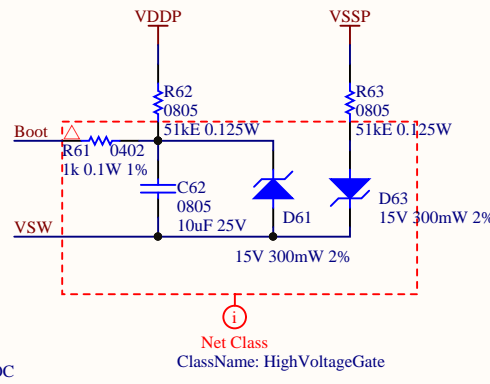 VDDP
VSSP
R62
0805
51kE 0.125W
R63
0805
51kE 0.125W
Boot
R61 0402
1k 0.1W 1%
C62
0805
10uF 25V
D61
15V 300mW 2%
D63
15V 300mW 2%
VSW
i
Net Class
ClassName: HighVoltageGate